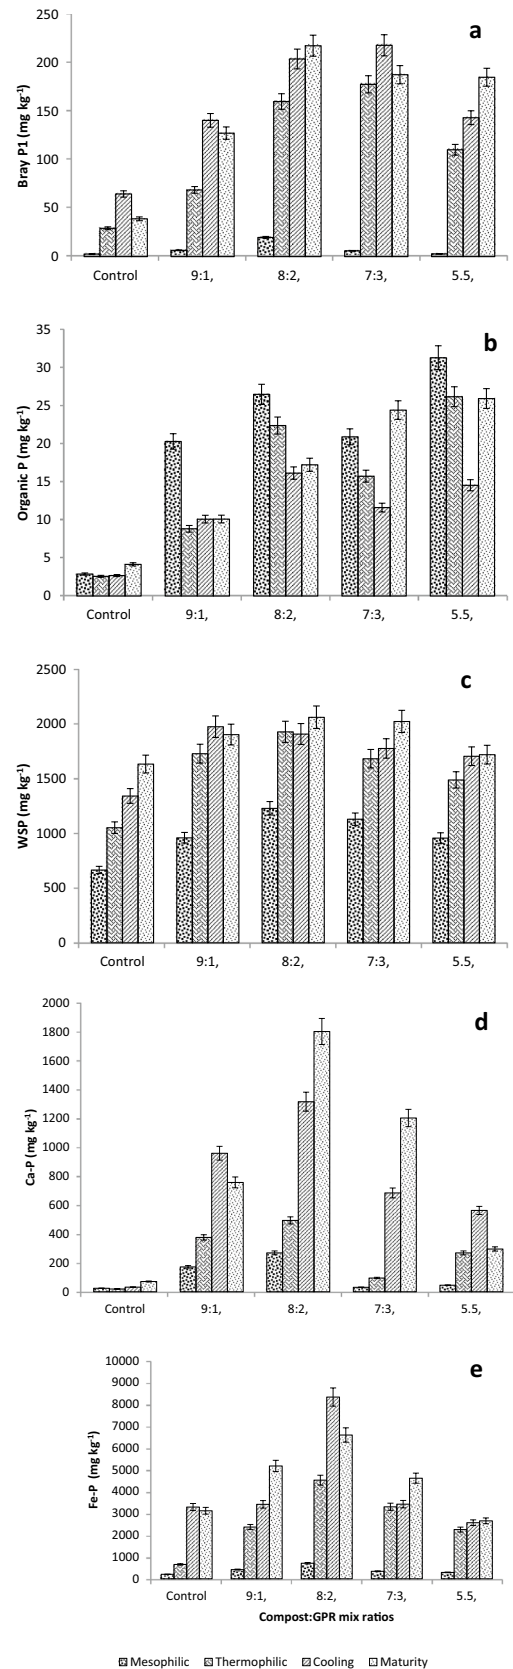 a
250
200
150
100
50
0
Bray P1 (mg kg-1)
Control 9:1, 8:2, 7:3, 5.5,
b
35
30
25
20
15
10
5
0
Organic P (mg kg-1)
Control 9:1, 8:2, 7:3, 5.5,
c
2500
2000
1500
1000
500
0
WSP (mg kg-1)
Control 9:1, 8:2, 7:3, 5.5,
d
2000
1800
1600
1400
1200
1000
800
600
400
200
0
Ca-P (mg kg-1)
Control 9:1, 8:2, 7:3, 5.5,
e
10000
9000
8000
7000
6000
5000
4000
3000
2000
1000
0
Fe-P (mg kg-1)
Control 9:1, 8:2, 7:3, 5.5,
Compost:GPR mix ratios
Mesophilic Thermophilic Cooling Maturity